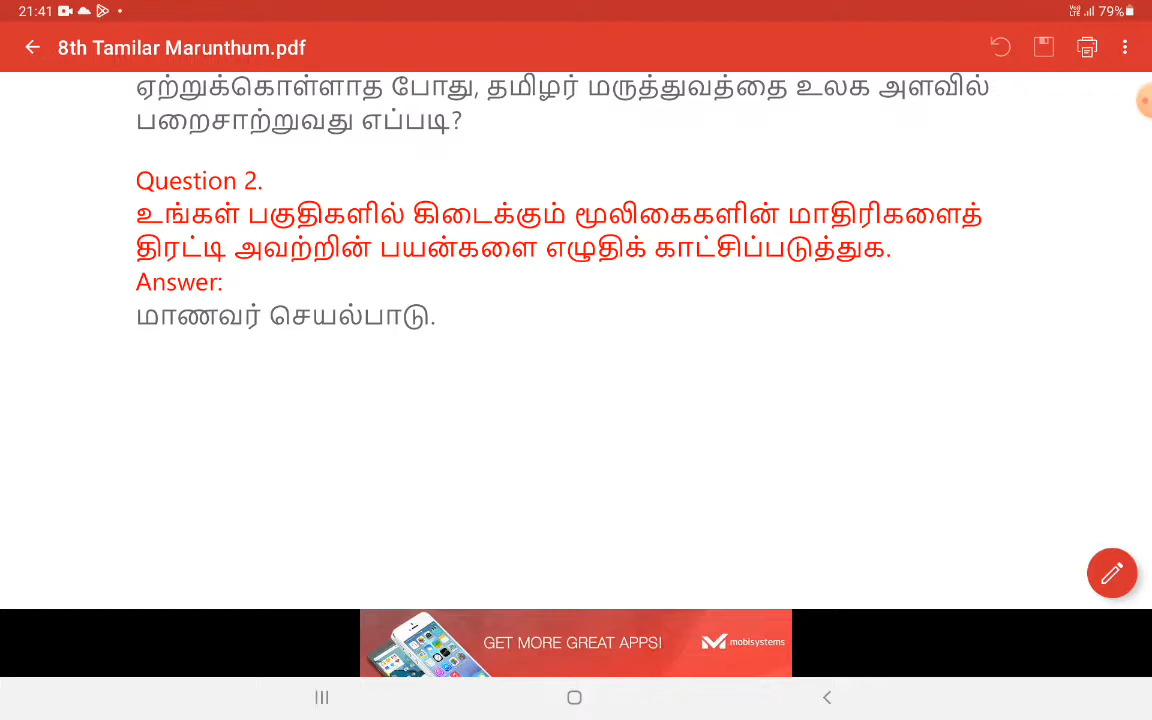 21:41
Vo)) LTE 79%
8th Tamilar Marunthum.pdf
ஏற்றுக்கொள்ளாத போது, தமிழர் மருத்துவத்தை உலக அளவில்
பறைசாற்றுவது எப்படி?
Question 2.
உங்கள் பகுதிகளில் கிடைக்கும் மூலிகைகளின் மாதிரிகளைத்
திரட்டி அவற்றின் பயன்களை எழுதிக் காட்சிப்படுத்துக.
Answer:
மாணவர் செயல்பாடு.
GET MORE GREAT APPS! mobisystems